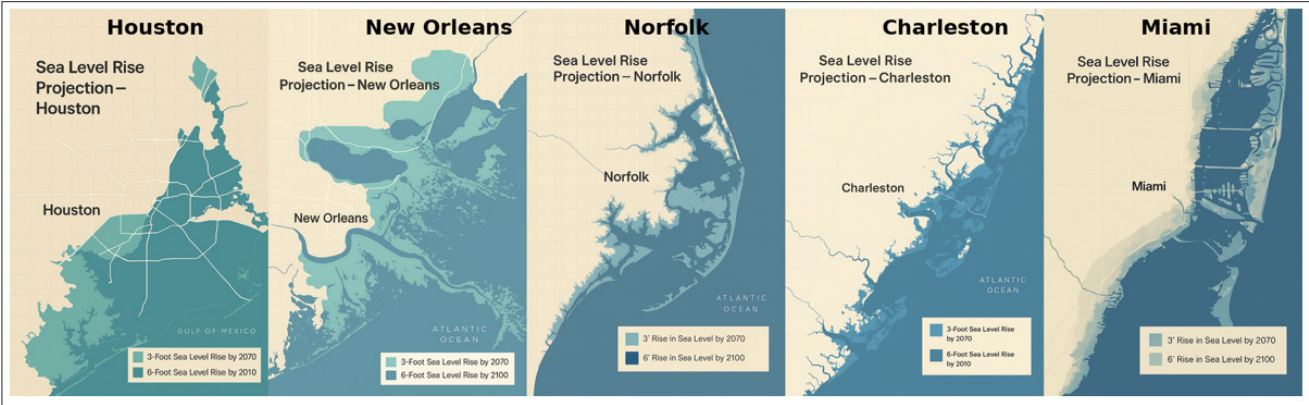 Houston
Sea Level Rise
Projection –
Houston
Houston
GULF OF MEXICO
3-Foot Sea Level Rise by 2070
6-Foot Sea Level Rise by 2010
New Orleans
Sea Level Rise
Projection – New Orleans
New Orleans
ATLANTIC
OCEAN
3-Foot Sea Level Rise by 2070
6-Foot Sea Level Rise by 2100
Norfolk
Sea Level Rise
Projection – Norfolk
Norfolk
ATLANTIC
OCEAN
3' Rise in Sea Level by 2070
6' Rise in Sea Level by 2100
Charleston
Sea Level Rise
Projection – Charleston
Charleston
ATLANTIC
OCEAN
3-Foot Sea Level Rise
by 2070
6-Foot Sea Level Rise
by 2010
Miami
Sea Level Rise
Projection - Miami
Miami
3' Rise in Sea Level by 2070
6' Rise in Sea Level by 2100